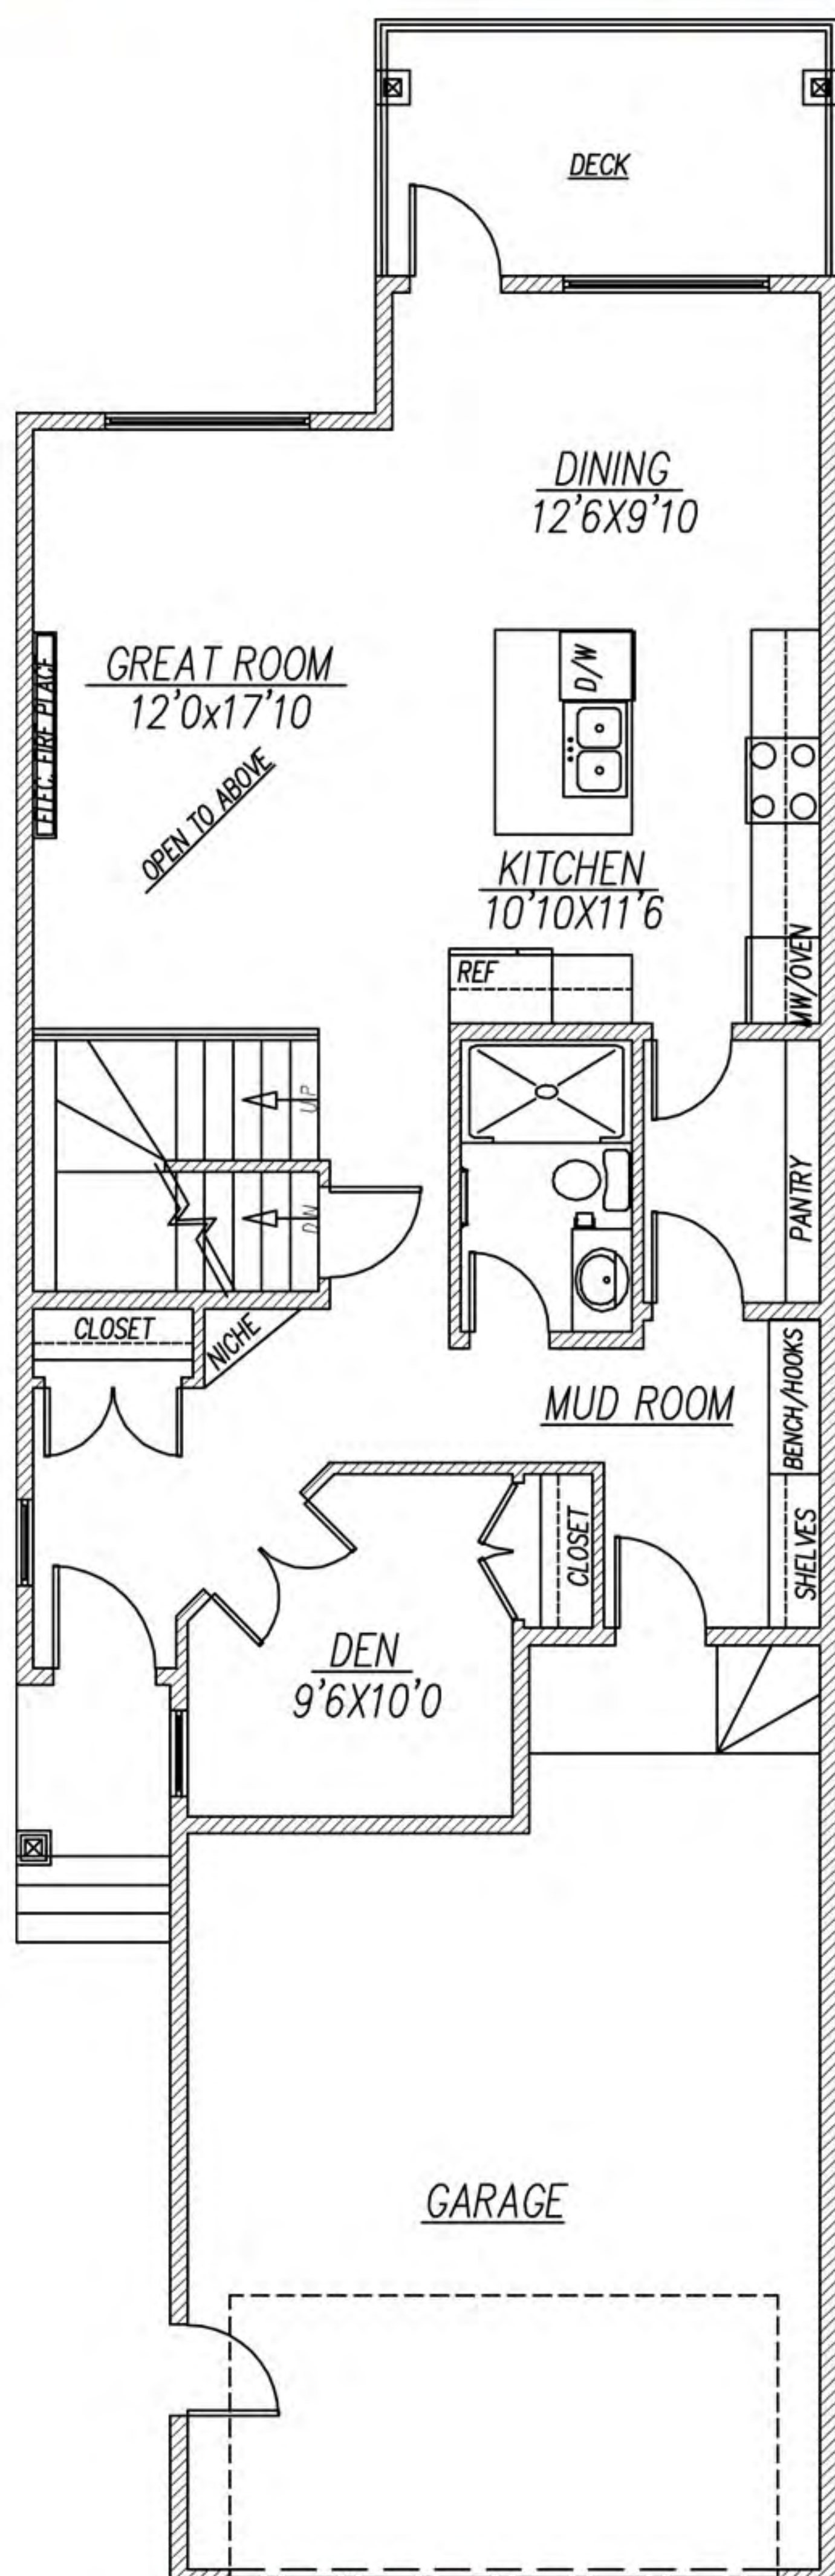 DECK
DINING
12'6X9'10
GREAT ROOM
12'0x17'10
ELEC. FIRE PLACE
OPEN TO ABOVE
D/W
KITCHEN
10'10X11'6
REF
MW/OVEN
UP
DW
PANTRY
CLOSET
NICHE
MUD ROOM
BENCH/HOOKS
SHELVES
CLOSET
DEN
9'6X10'0
GARAGE